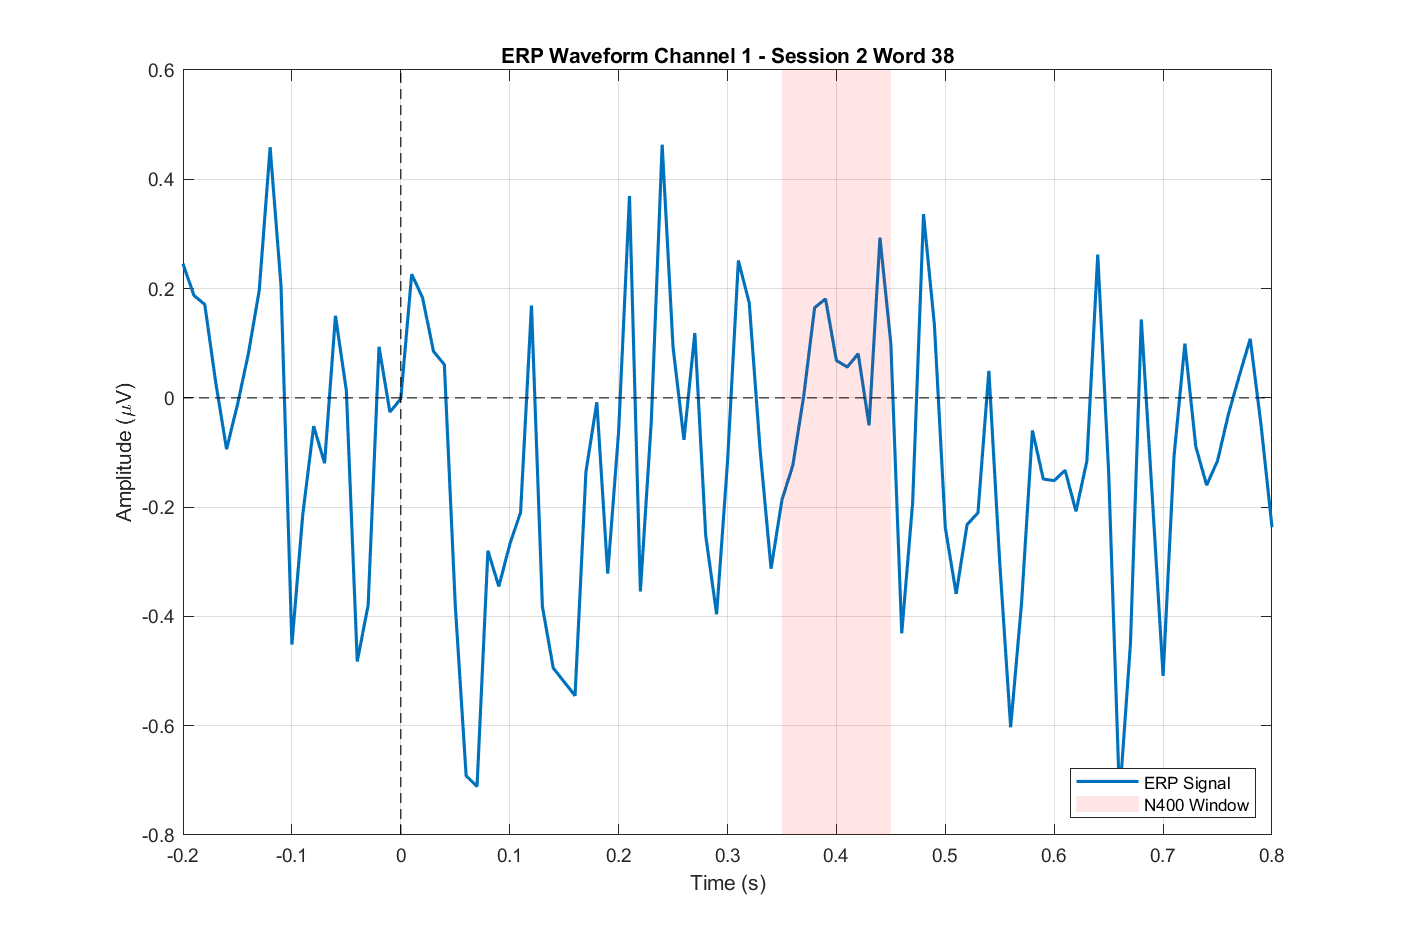 ERP Waveform Channel 1 - Session 2 Word 38
0.6
0.4
0.2
0
-0.2
-0.4
-0.6
-0.8
Amplitude (μV)
-0.2 -0.1 0 0.1 0.2 0.3 0.4 0.5 0.6 0.7 0.8
Time (s)
ERP Signal
N400 Window